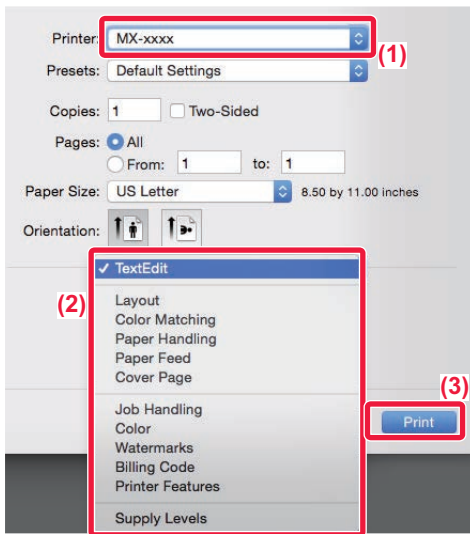 Printer: MX-xxxx
(1)
Presets: Default Settings
Copies: 1 Two-Sided
Pages: All
From: 1 to: 1
Paper Size: US Letter 8.50 by 11.00 inches
Orientation:
✓ TextEdit
(2)
Layout
Color Matching
Paper Handling
Paper Feed
Cover Page
(3)
Job Handling
Color
Watermarks
Billing Code
Printer Features
Supply Levels
Print